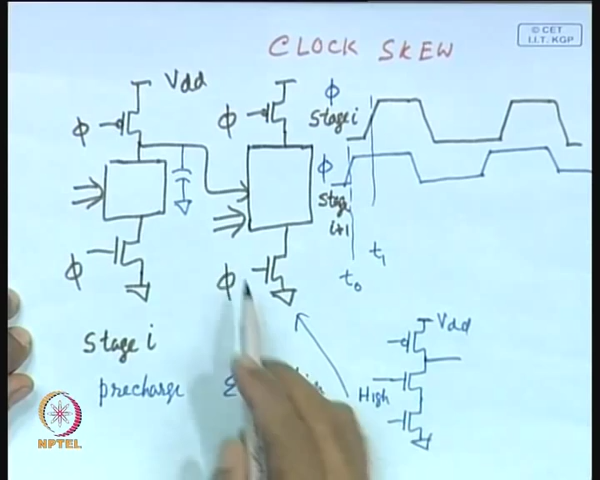 CLOCK SKEW
© CET
I.I.T. KGP
Vdd
ϕ
ϕ
ϕ
Stage i
ϕ
Stage
i+1
t₁
t₀
ϕ
ϕ
Stage i
precharge
Vdd
High
NPTEL